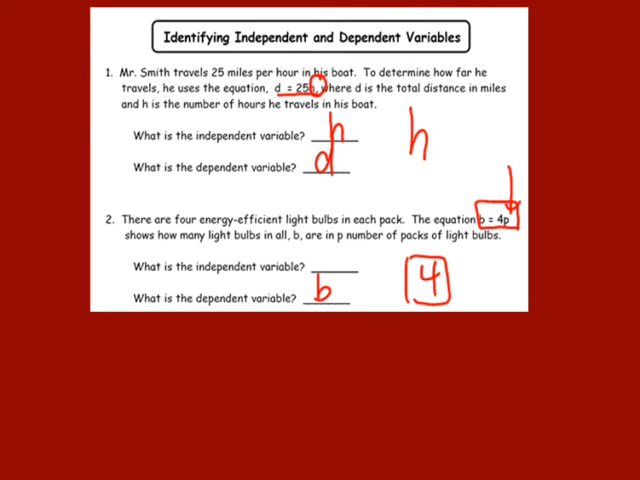 Identifying Independent and Dependent Variables
1. Mr. Smith travels 25 miles per hour in his boat. To determine how far he
travels, he uses the equation, d = 25h, where d is the total distance in miles
and h is the number of hours he travels in his boat.
What is the independent variable? h
h
What is the dependent variable? d
2. There are four energy-efficient light bulbs in each pack. The equation b = 4p
shows how many light bulbs in all, b, are in p number of packs of light bulbs.
What is the independent variable? ______
4
What is the dependent variable? b